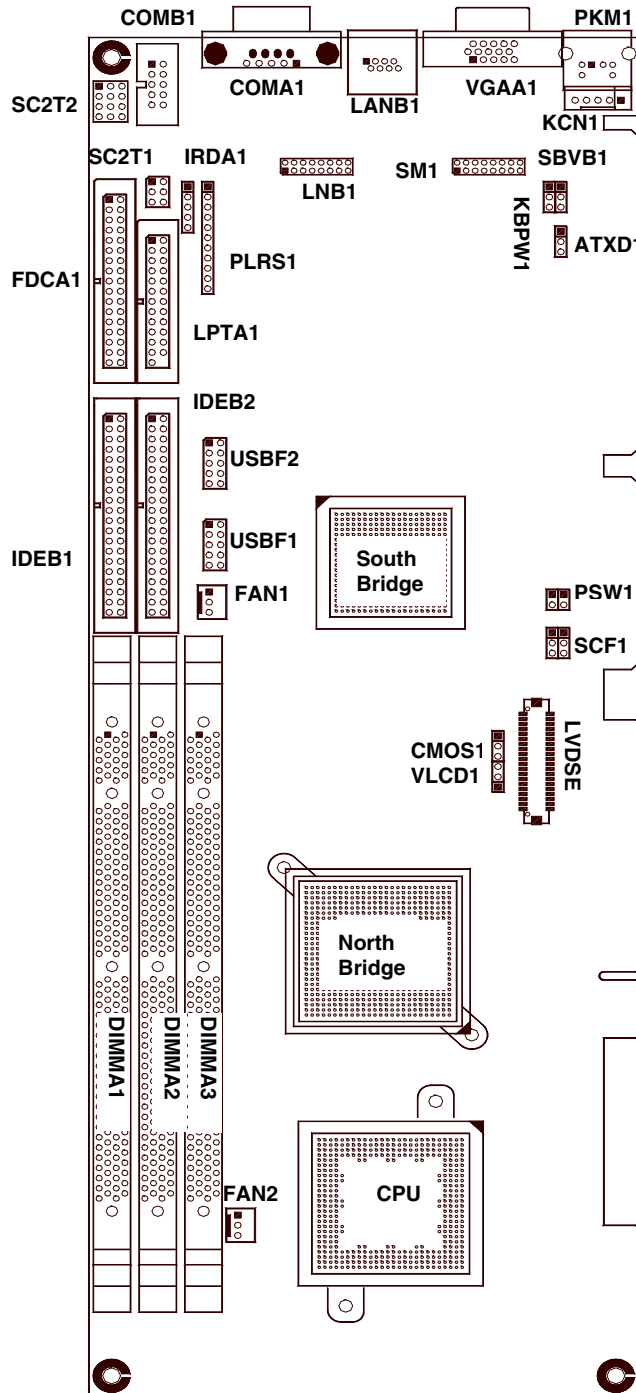 COMB1
PKM1
COMA1
VGAA1
SC2T2
LANB1
KCN1
SC2T1
IRDA1
SM1
SBVB1
LNB1
KBPW1
PLRS1
ATXD1
FDCA1
LPTA1
IDEB2
USBF2
USBF1
IDEB1
South
Bridge
FAN1
PSW1
SCF1
LVDSE
CMOS1
VLCD1
North
Bridge
DIMMA1
DIMMA2
DIMMA3
FAN2
CPU